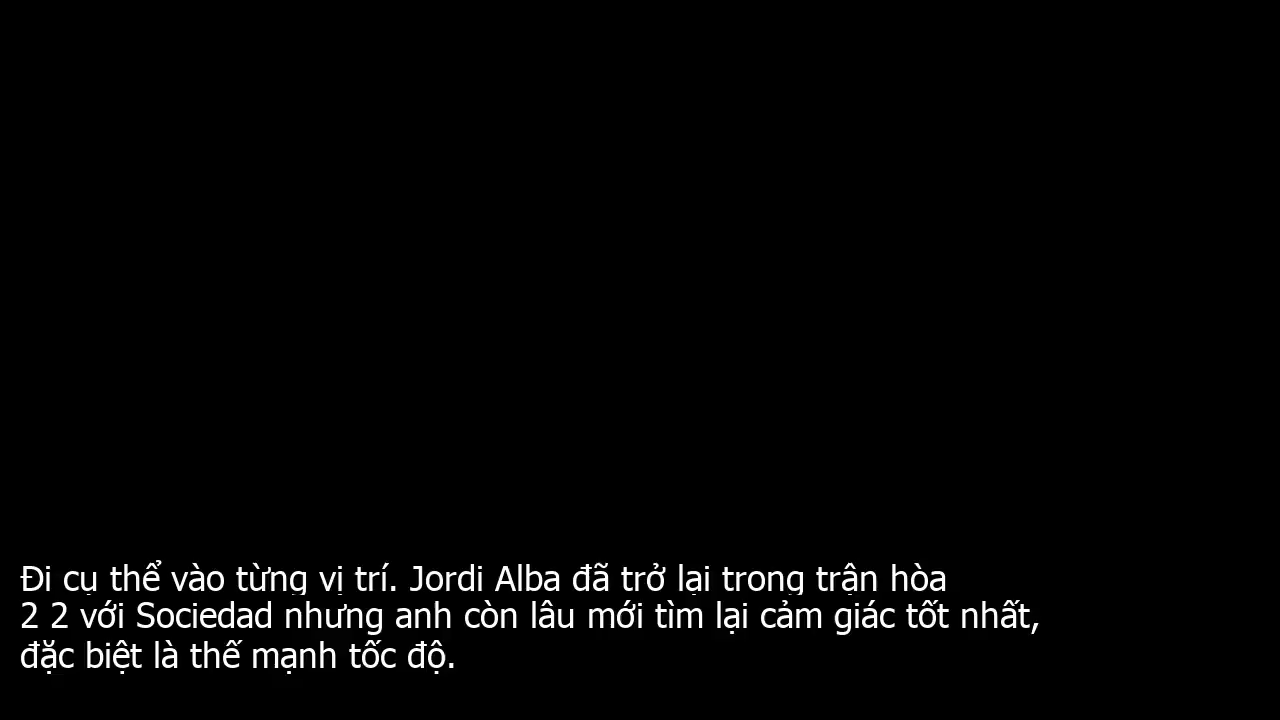 Đi cụ thể vào từng vị trí. Jordi Alba đã trở lại trong trận hòa
2 2 với Sociedad nhưng anh còn lâu mới tìm lại cảm giác tốt nhất,
đặc biệt là thế mạnh tốc độ.